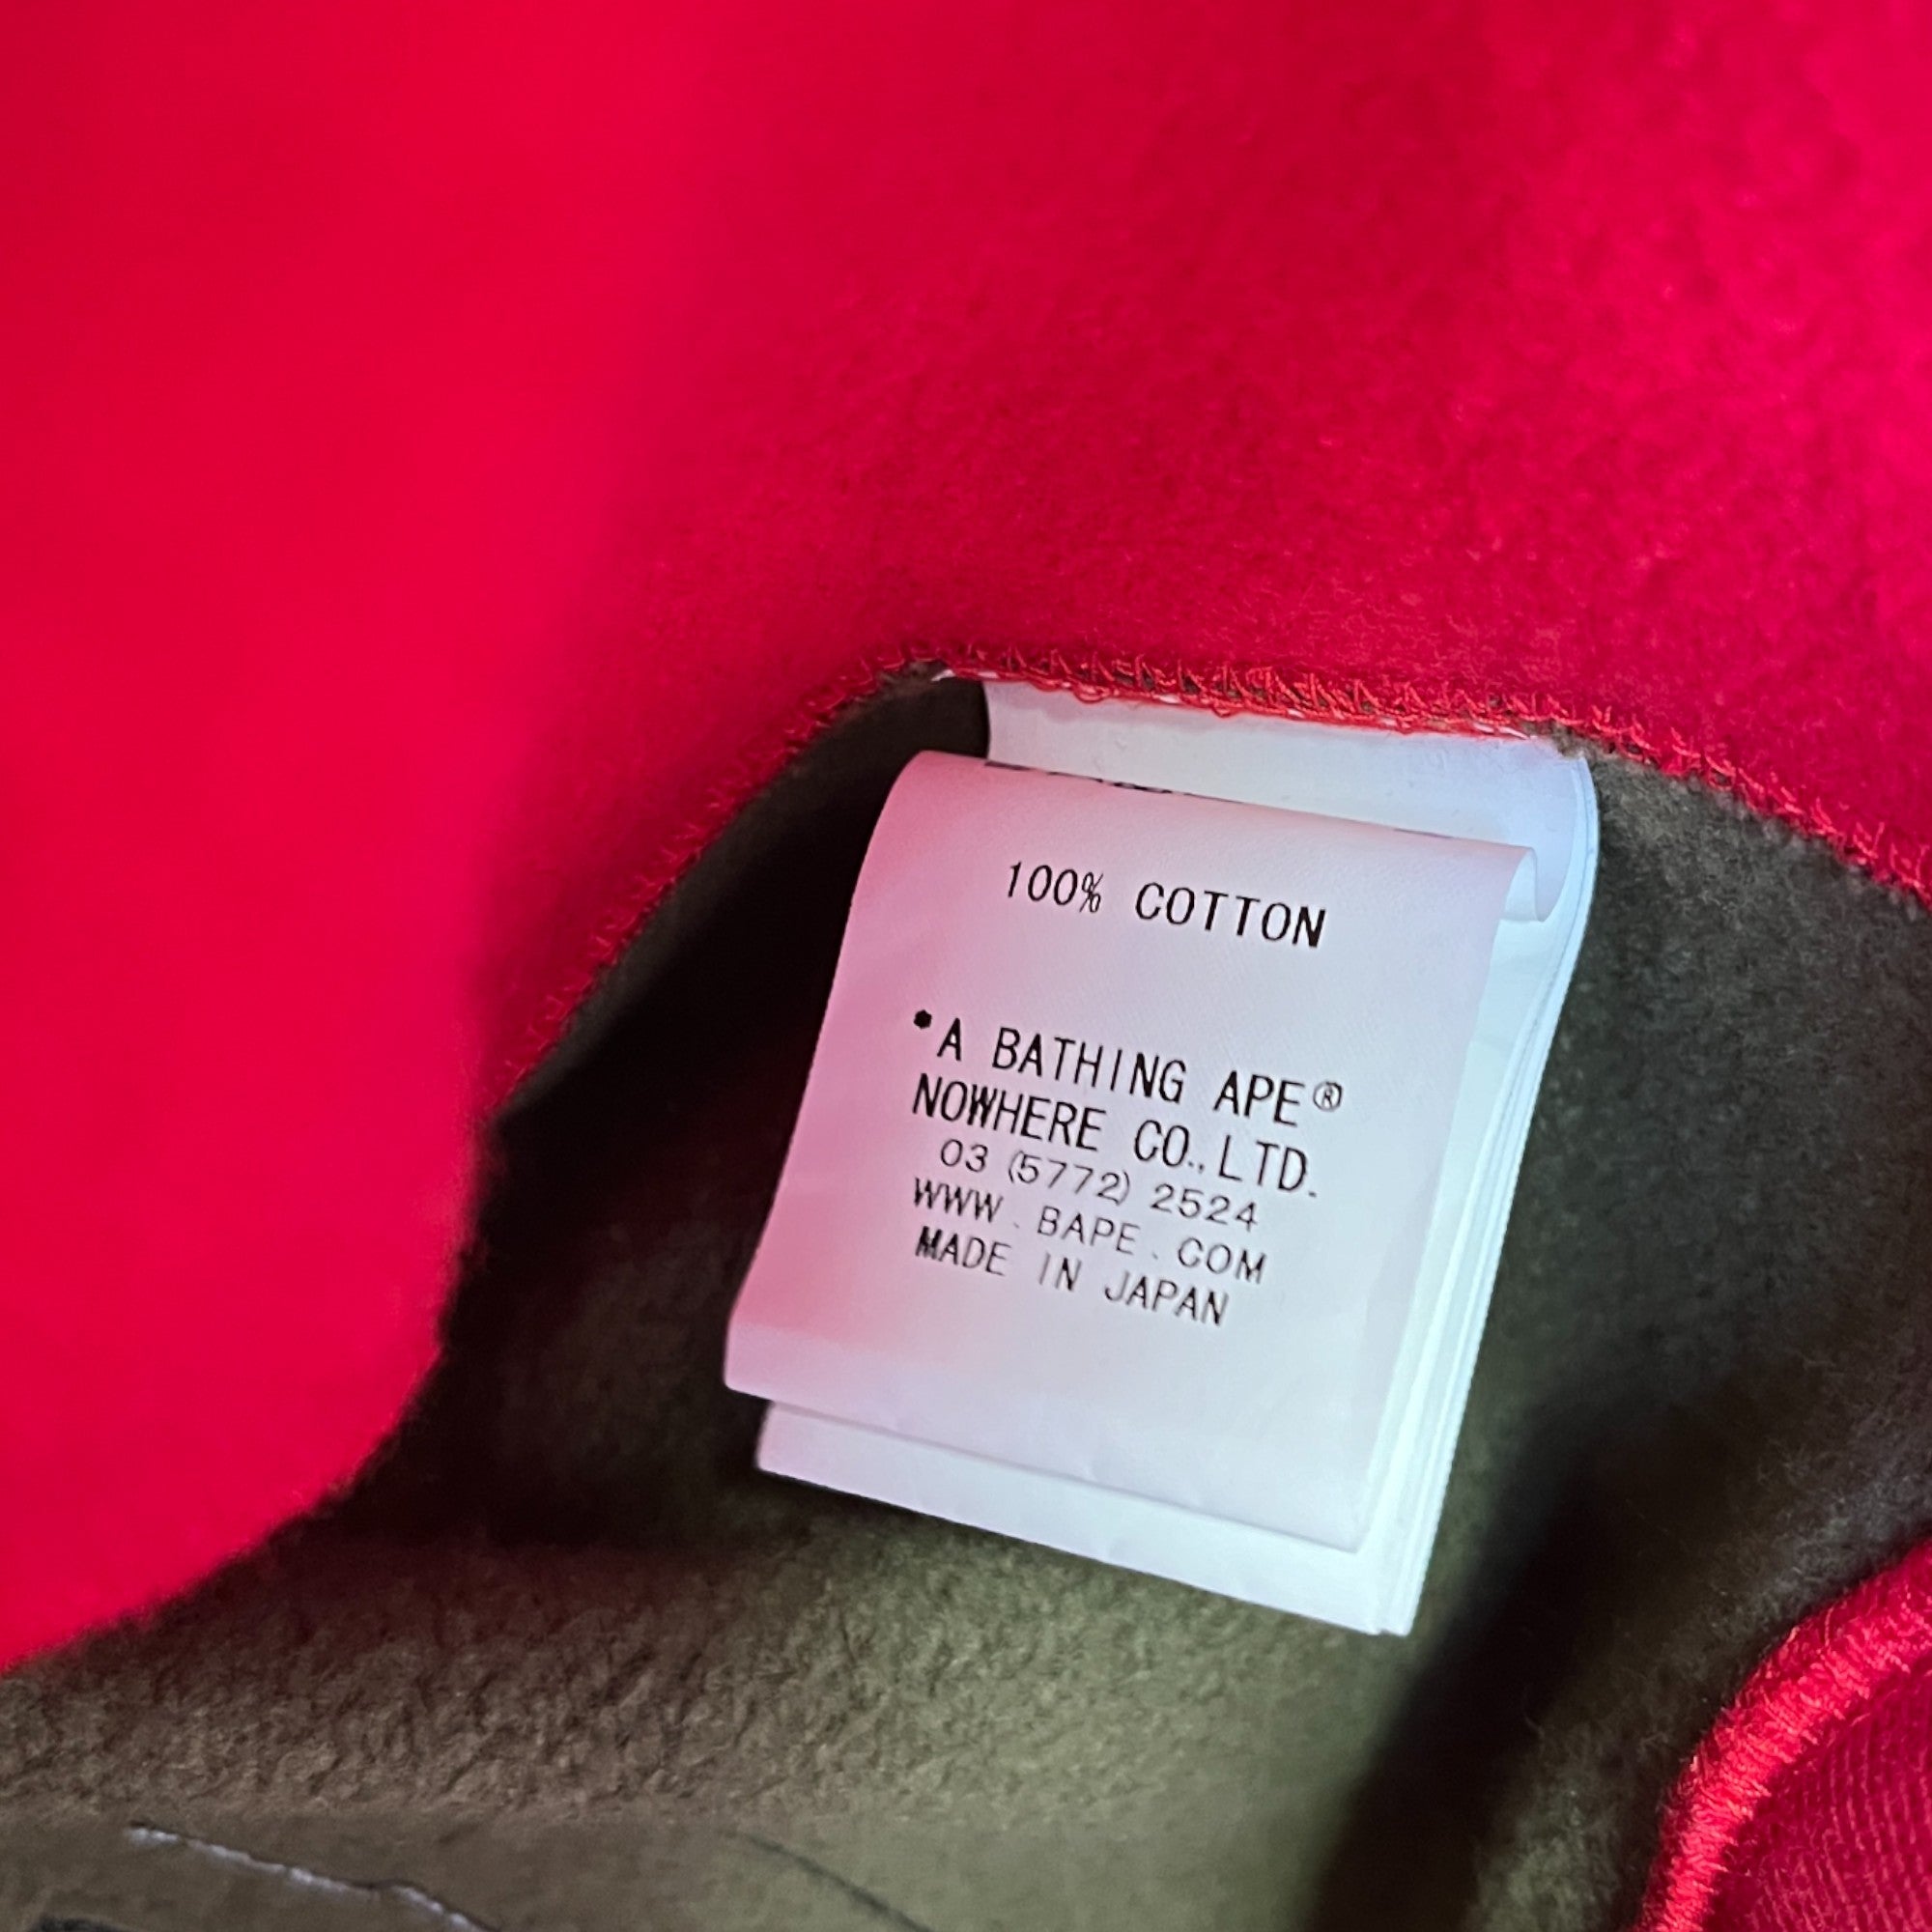 100% COTTON
•A BATHING APE®
NOWHERE CO.,LTD.
03 (5772) 2524
WWW.BAPE.COM
MADE IN JAPAN